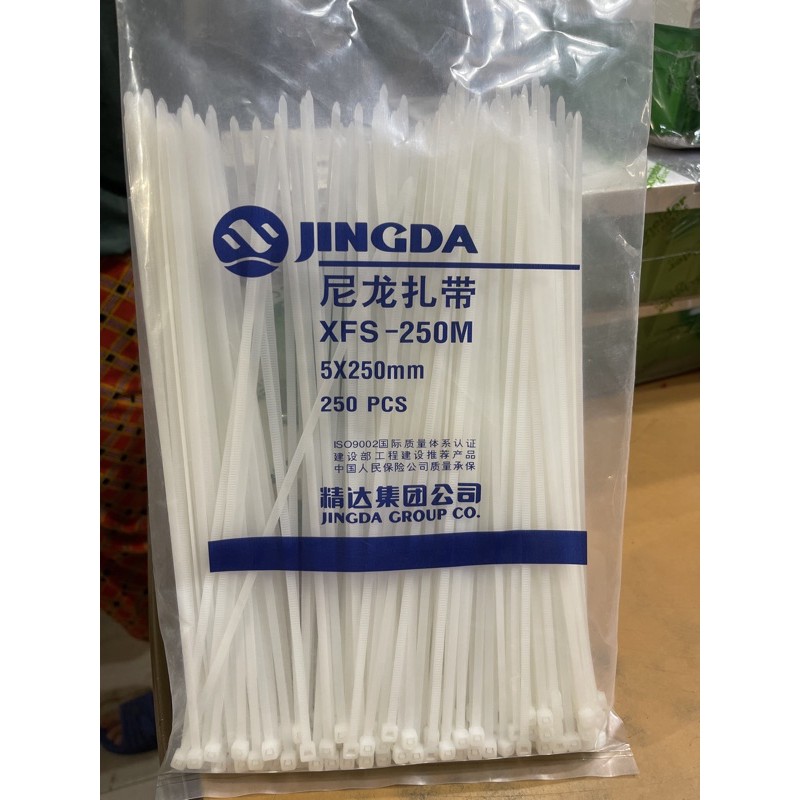 JINGDA
尼龙扎带
XFS-250M
5X250mm
250 PCS
ISO9002国际质量体系认证
建设部工程建设推荐产品
中国人民保险公司质量承保
精达集团公司
JINGDA GROUP CO.